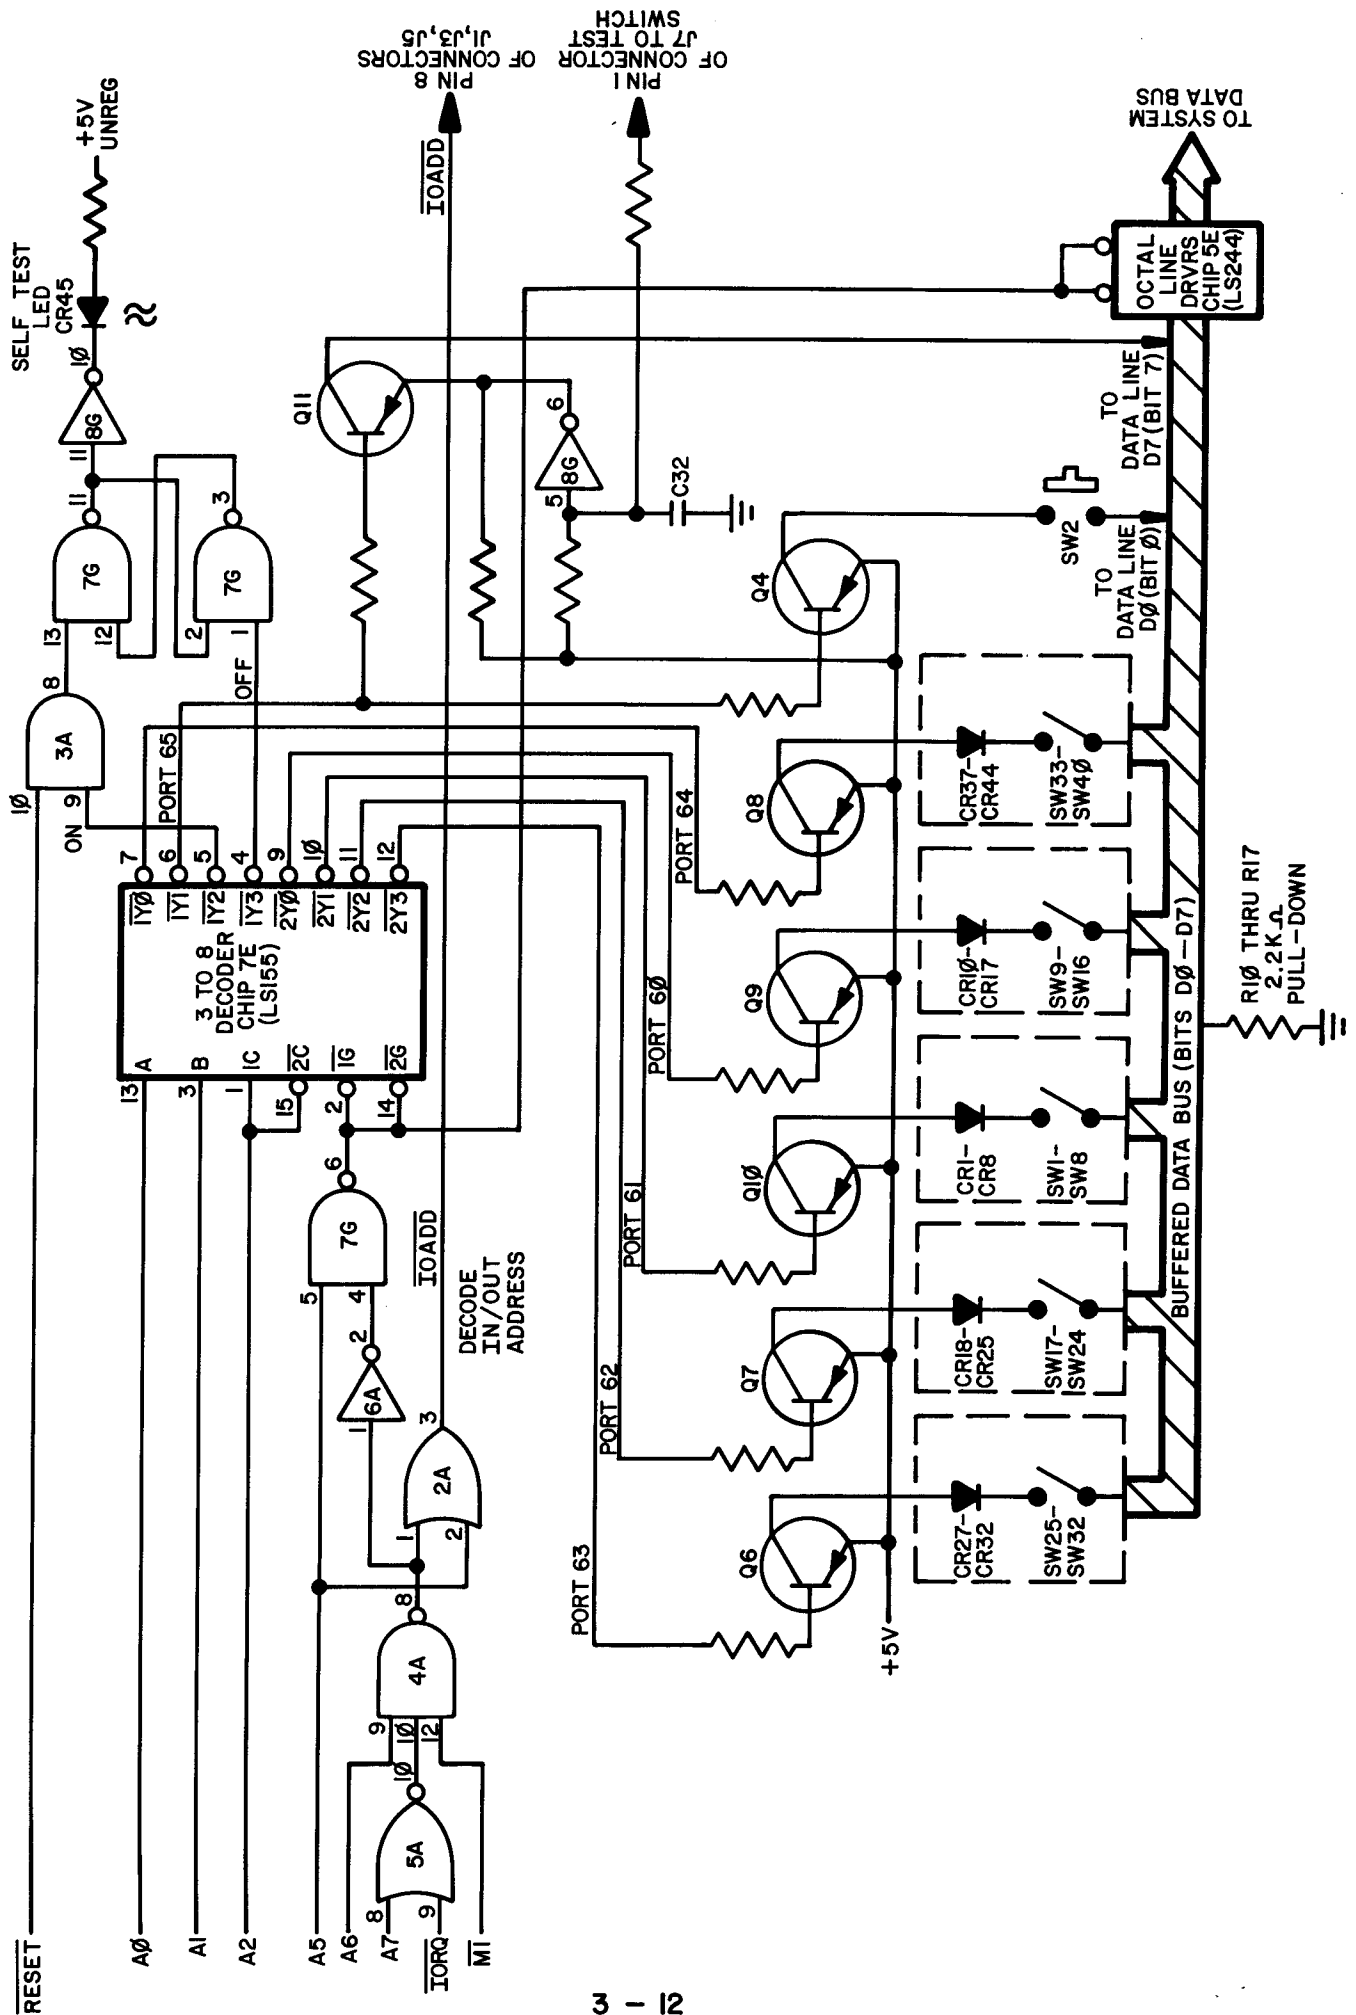 RESET
AØ
A1
A2
A5
A6
A7
IORQ
M1
8
9
5A
1Ø
9
1Ø
12
4A
8
1
2
2A
3
IOADD
DECODE
IN/OUT
ADDRESS
1
6A
2
5
4
7G
6
13
3
1
15
2
14
A
B
1C
2C
1G
2G
3 TO 8
DECODER
CHIP 7E
(LS155)
1YØ
1Y1
1Y2
1Y3
2YØ
2Y1
2Y2
2Y3
7
6
5
4
9
1Ø
11
12
1Ø
9
ON
3A
8
PORT 65
OFF
13
12
7G
11
2
1
7G
3
11
8G
1Ø
SELF TEST
LED
CR45
+5V
UNREG
IOADD
PIN 8
OF CONNECTORS
J1,J3,J5
PIN 1
OF CONNECTOR
J7 TO TEST
SWITCH
Q11
5
8G
6
C32
PORT 64
PORT 6Ø
PORT 61
PORT 62
PORT 63
Q6
Q7
Q1Ø
Q9
Q8
Q4
+5V
CR27-
CR32
SW25-
SW32
CR18-
CR25
SW17-
SW24
CR1-
CR8
SW1-
SW8
CR1Ø-
CR17
SW9-
SW16
CR37-
CR44
SW33-
SW4Ø
SW2
TO
DATA LINE
DØ (BIT Ø)
TO
DATA LINE
D7 (BIT 7)
OCTAL
LINE
DRVRS
CHIP 5E
(LS244)
TO SYSTEM
DATA BUS
BUFFERED DATA BUS (BITS DØ—D7)
R1Ø THRU R17
2.2K Ω
PULL-DOWN
3 - 12